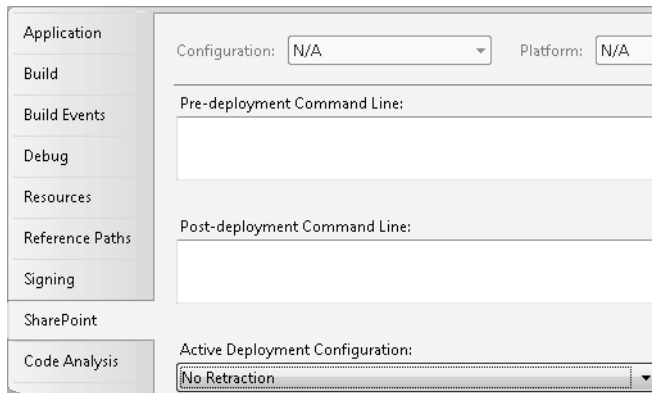 Application
Build
Build Events
Debug
Resources
Reference Paths
Signing
SharePoint
Code Analysis
Configuration: N/A Platform: N/A
Pre-deployment Command Line:
Post-deployment Command Line:
Active Deployment Configuration:
No Retraction